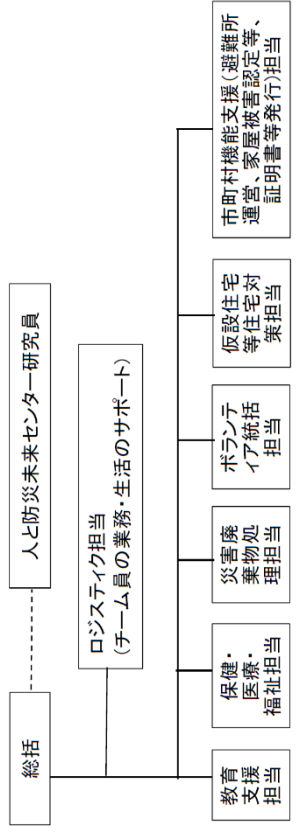 総括
人と防災未来センター研究員
ロジスティク担当
(チーム員の業務・生活のサポート)
教育
支援
担当
保健・
医療・
福祉担当
災害廃
棄物処
理担当
ボランテ
ィア統括
担当
仮設住宅
等住宅対
策担当
市町村機能支援(避難所
運営、家屋被害認定等、
証明書等発行)担当